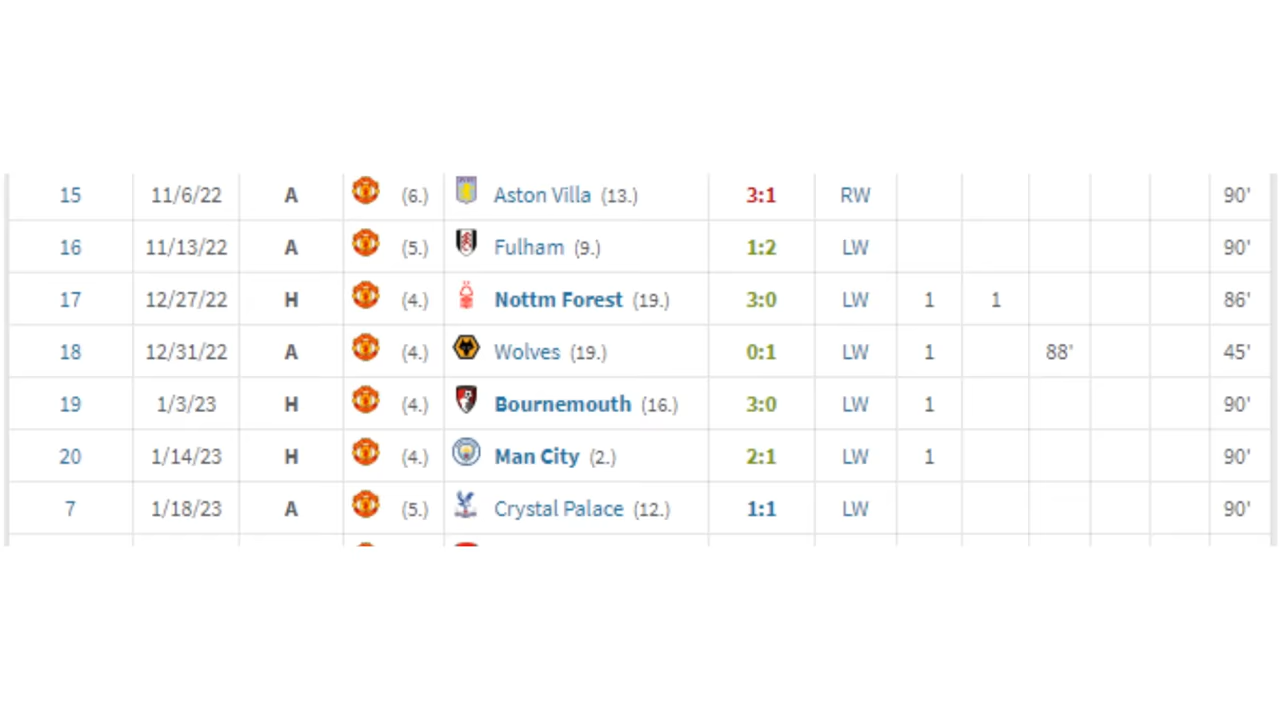 15 11/6/22 A (6.) Aston Villa (13.) 3:1 RW 90'
16 11/13/22 A (5.) Fulham (9.) 1:2 LW 90'
17 12/27/22 H (4.) Nottm Forest (19.) 3:0 LW 1 1 86'
18 12/31/22 A (4.) Wolves (19.) 0:1 LW 1 88' 45'
19 1/3/23 H (4.) Bournemouth (16.) 3:0 LW 1 90'
20 1/14/23 H (4.) Man City (2.) 2:1 LW 1 90'
7 1/18/23 A (5.) Crystal Palace (12.) 1:1 LW 90'